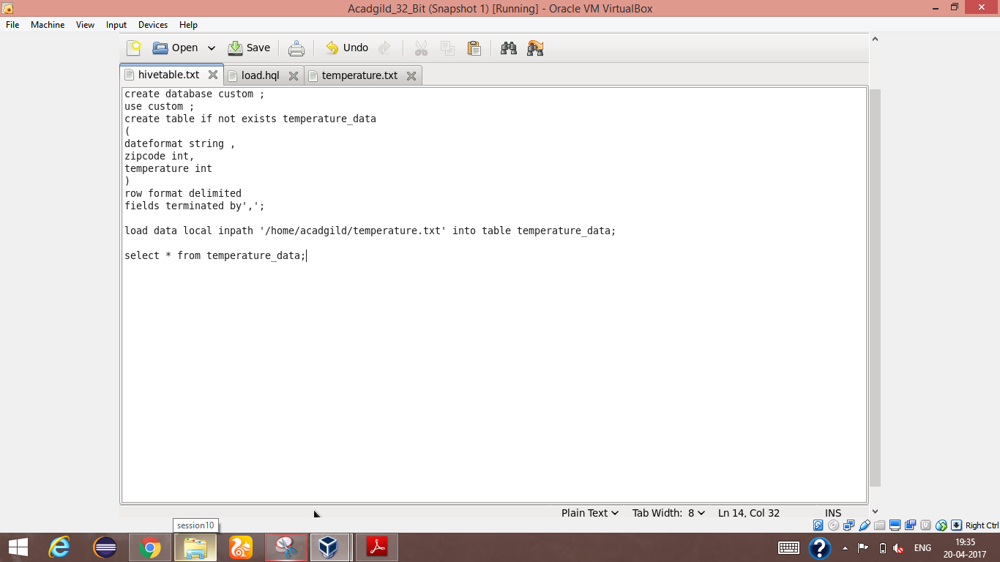 Acadgild_32_Bit (Snapshot 1) [Running] - Oracle VM VirtualBox
File Machine View Input Devices Help
Open Save Undo
hivetable.txt load.hql temperature.txt
create database custom ;
use custom ;
create table if not exists temperature_data
(
dateformat string ,
zipcode int,
temperature int
)
row format delimited
fields terminated by',';
load data local inpath '/home/acadgild/temperature.txt' into table temperature_data;
select * from temperature_data;
Plain Text Tab Width: 8 Ln 14, Col 32 INS
session10
Right Ctrl
ENG
19:35
20-04-2017